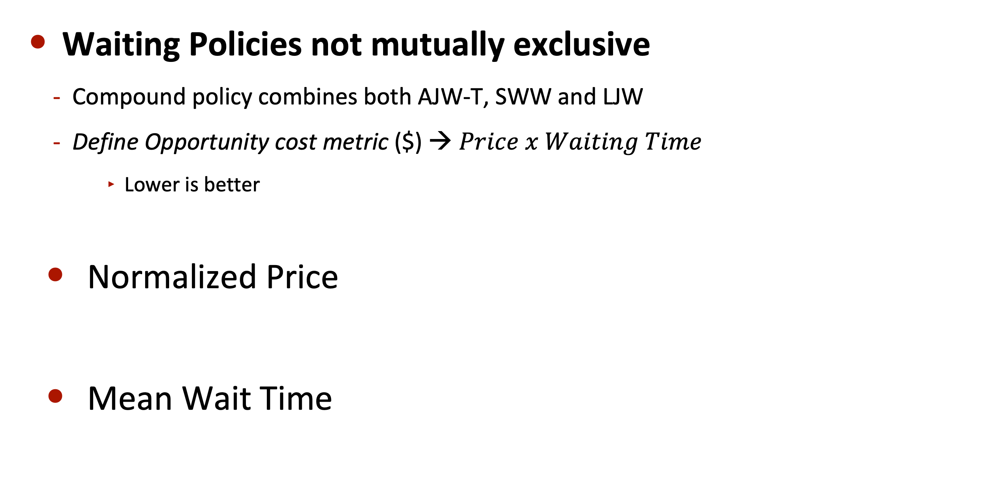 • Waiting Policies not mutually exclusive
- Compound policy combines both AJW-T, SWW and LJW
- Define Opportunity cost metric ($) → Price x Waiting Time
‣ Lower is better
• Normalized Price
• Mean Wait Time